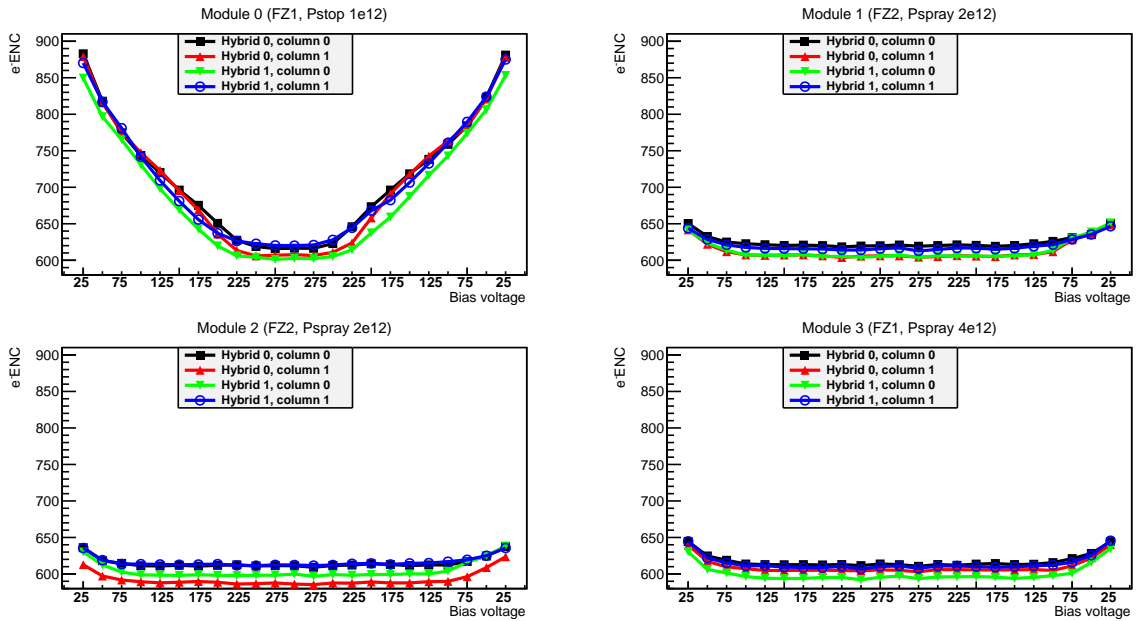 Module 0 (FZ1, Pstop 1e12)
e⁻ENC
900
850
800
750
700
650
600
Hybrid 0, column 0
Hybrid 0, column 1
Hybrid 1, column 0
Hybrid 1, column 1
25 75 125 175 225 275 275 225 175 125 75 25
Bias voltage
Module 1 (FZ2, Pspray 2e12)
e⁻ENC
900
850
800
750
700
650
600
Hybrid 0, column 0
Hybrid 0, column 1
Hybrid 1, column 0
Hybrid 1, column 1
25 75 125 175 225 275 275 225 175 125 75 25
Bias voltage
Module 2 (FZ2, Pspray 2e12)
e⁻ENC
900
850
800
750
700
650
600
Hybrid 0, column 0
Hybrid 0, column 1
Hybrid 1, column 0
Hybrid 1, column 1
25 75 125 175 225 275 275 225 175 125 75 25
Bias voltage
Module 3 (FZ1, Pspray 4e12)
e⁻ENC
900
850
800
750
700
650
600
Hybrid 0, column 0
Hybrid 0, column 1
Hybrid 1, column 0
Hybrid 1, column 1
25 75 125 175 225 275 275 225 175 125 75 25
Bias voltage